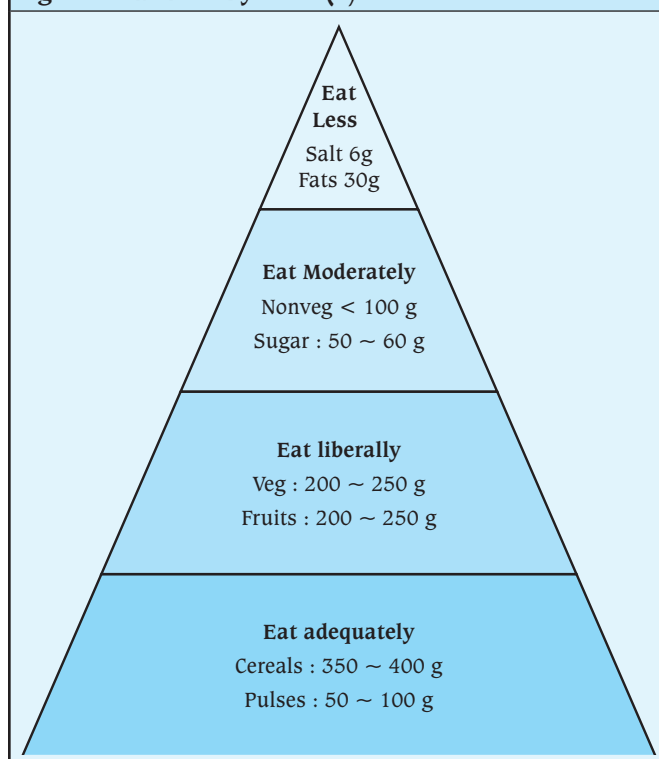 Eat
Less
Salt 6g
Fats 30g
Eat Moderately
Nonveg < 100 g
Sugar : 50 ~ 60 g
Eat liberally
Veg : 200 ~ 250 g
Fruits : 200 ~ 250 g
Eat adequately
Cereals : 350 ~ 400 g
Pulses : 50 ~ 100 g